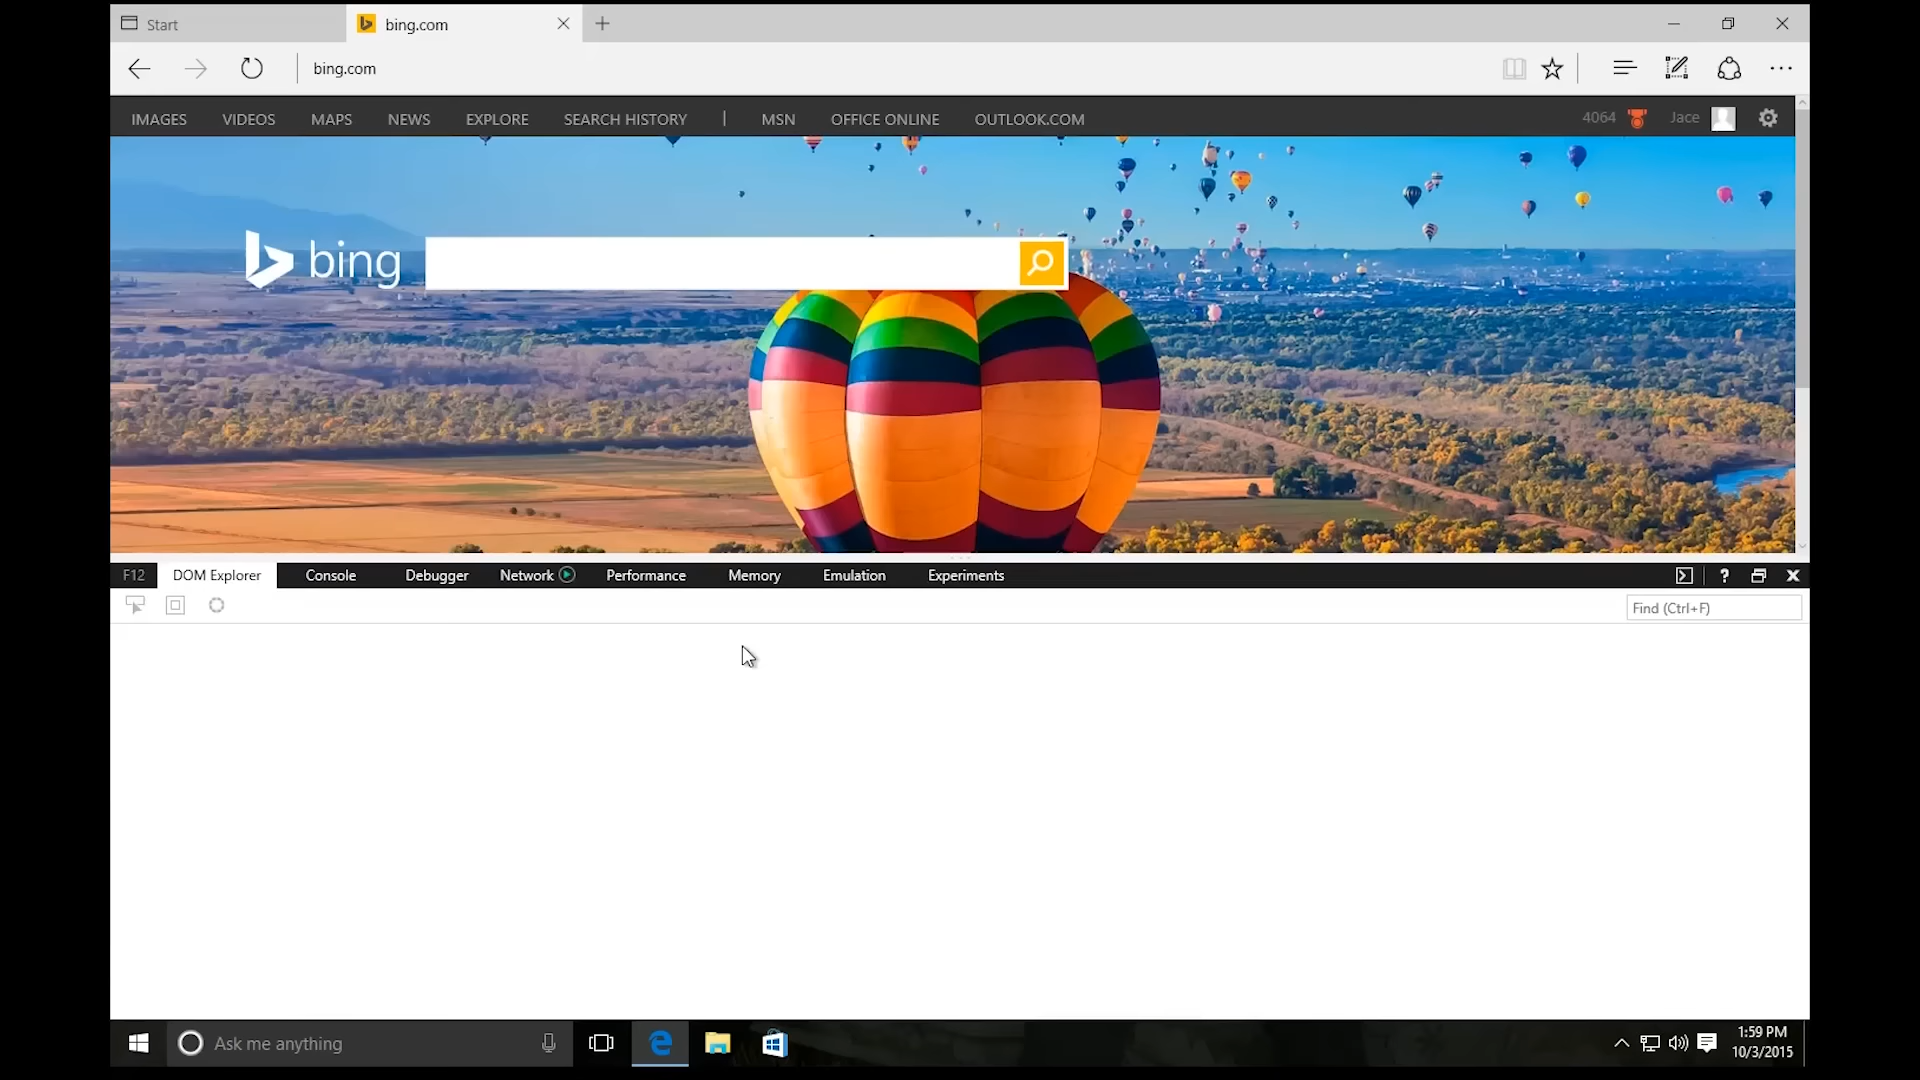 Start
bing.com
bing.com
IMAGES VIDEOS MAPS NEWS EXPLORE SEARCH HISTORY | MSN OFFICE ONLINE OUTLOOK.COM 4064 Jace
bing
F12 DOM Explorer Console Debugger Network Performance Memory Emulation Experiments ?
Find (Ctrl+F)
Ask me anything
1:59 PM
10/3/2015